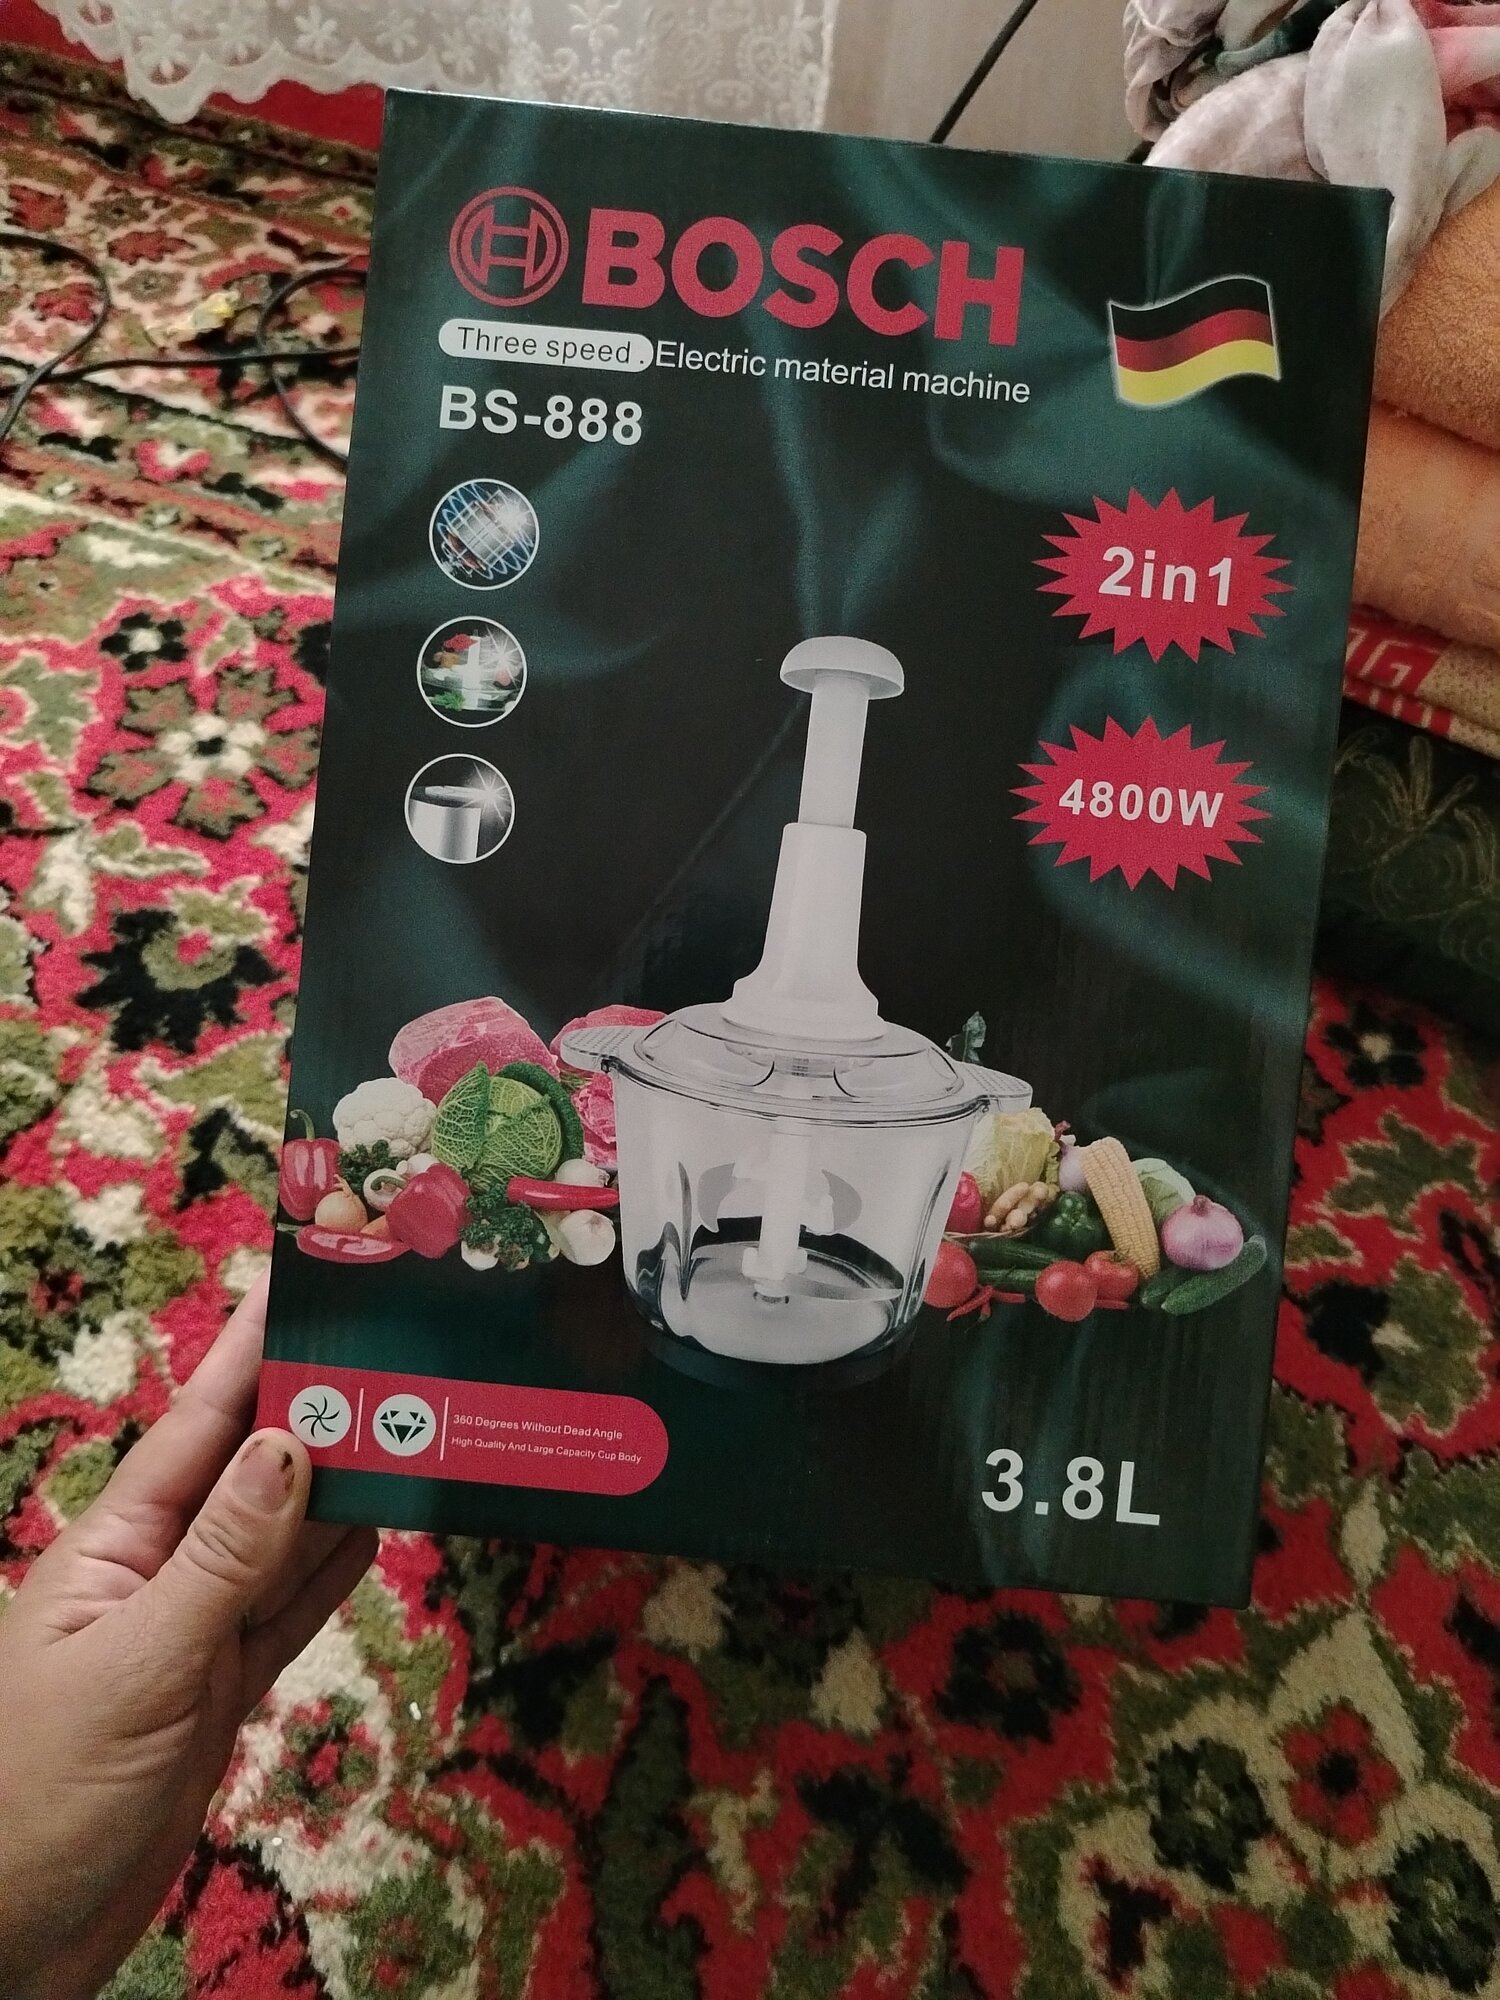 BOSCH
Three speed . Electric material machine
BS-888
2in1
4800W
360 Degrees Without Dead Angle
High Quality And Large Capacity Cup Body
3.8L